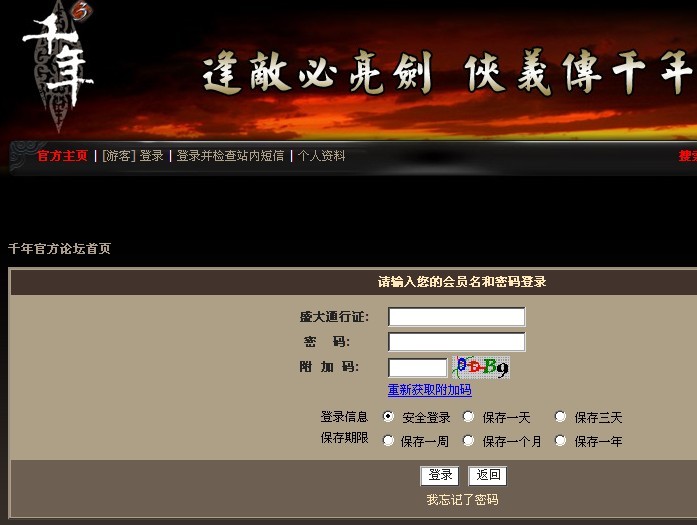 千年3
逢敵必亮劍 俠義傳千年
官方主页 | [游客] 登录 | 登录并检查站内短信 | 个人资料
千年官方论坛首页
请输入您的会员名和密码登录
盛大通行证:
密 码:
附 加 码:
重新获取附加码
登录信息 安全登录 保存一天 保存三天
保存期限 保存一周 保存一个月 保存一年
登录 返回
我忘记了密码